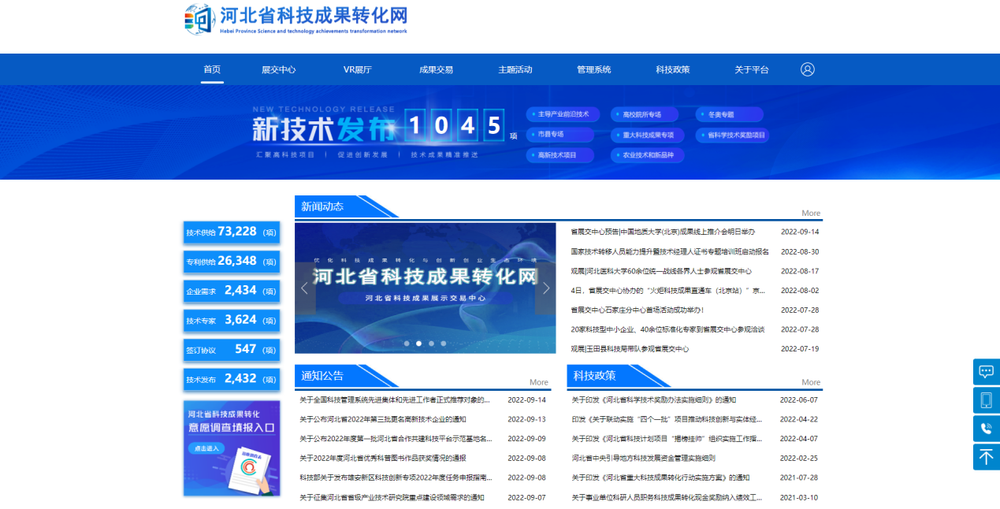 河北省科技成果转化网
Hebei Province Science and technology achievements transformation network
首页 展交中心 VR展厅 成果交易 主题活动 管理系统 科技政策 关于平台
NEW TECHNOLOGY RELEASE
新技术发布 1045 项
汇聚高科技项目 | 促进创新发展 | 技术成果精准推送
主导产业前沿技术 高校院所专场 冬奥专题
市县专场 重大科技成果专项 省科学技术奖励项目
高新技术项目 农业技术和新品种
技术供给 73,228 (项)
专利供给 26,348 (项)
企业需求 2,434 (项)
技术专家 3,624 (项)
签订协议 547 (项)
技术发布 2,432 (项)
河北省科技成果转化
意愿调查填报入口
点击进入
新闻动态 More
优化科技成果转化与创新创业生态环境
河北省科技成果转化网
河北省科技成果展示交易中心
省展交中心预告|中国地质大学(北京)成果线上推介会明日举办 2022-09-14
国家技术转移人员能力提升暨技术经理人证书专题培训班启动报名 2022-08-30
观展|河北医科大学60余位统一战线各界人士参观省展交中心 2022-08-17
4日，省展交中心协办的“火炬科技成果直通车（北京站）”京... 2022-08-02
省展交中心石家庄分中心首场活动成功举办！ 2022-07-28
20家科技型中小企业、40余位标准化专家到省展交中心参观洽谈 2022-07-28
观展|玉田县科技局带队参观省展交中心 2022-07-19
通知公告 More
关于全国科技管理系统先进集体和先进工作者正式推荐对象的... 2022-09-14
关于公布河北省2022年第三批更名高新技术企业的通知 2022-09-13
关于公布2022年度第一批河北省合作共建科技平台示范基地名... 2022-09-09
关于2022年度河北省优秀科普图书作品获奖情况的通报 2022-09-08
科技部关于发布雄安新区科技创新专项2022年度任务申报指南... 2022-09-08
关于征集河北省省级产业技术研究院重点建设领域需求的通知 2022-09-07
科技政策 More
关于印发《河北省科学技术奖励办法实施细则》的通知 2022-06-07
印发《关于联动实施“四个一批”项目推动科技创新与实体经... 2022-04-22
关于印发《河北省科技计划项目“揭榜挂帅”组织实施工作指... 2022-04-07
河北省中央引导地方科技发展资金管理实施细则 2022-02-25
关于印发《河北省重大科技成果转化行动实施方案》的通知 2021-07-28
关于事业单位科研人员职务科技成果转化现金奖励纳入绩效工... 2021-03-10